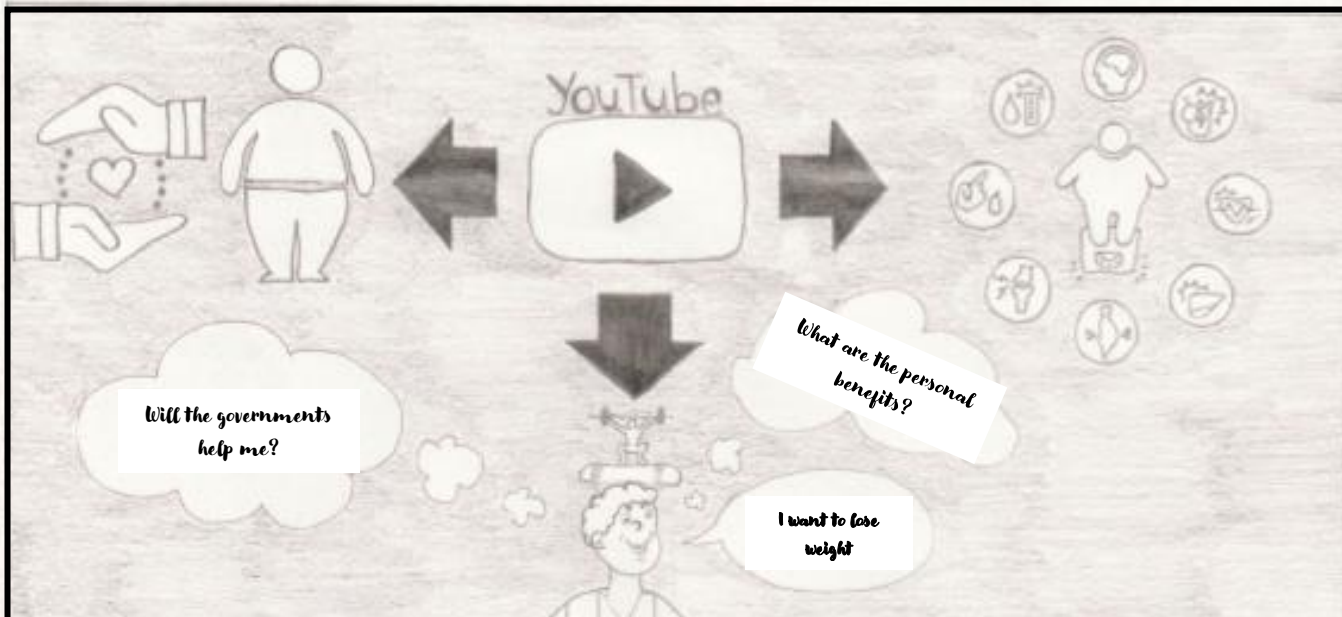 YouTube
What are the personal
benefits?
Will the governments
help me?
I want to lose
weight